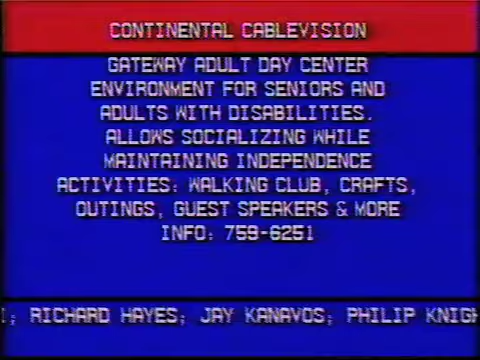 CONTINENTAL CABLEVISION
GATEWAY ADULT DAY CENTER
ENVIRONMENT FOR SENIORS AND
ADULTS WITH DISABILITIES.
ALLOWS SOCIALIZING WHILE
MAINTAINING INDEPENDENCE
ACTIVITIES: WALKING CLUB, CRAFTS,
OUTINGS, GUEST SPEAKERS & MORE
INFO: 759-6251
; RICHARD HAYES; JAY KANAVOS; PHILIP KNIGH